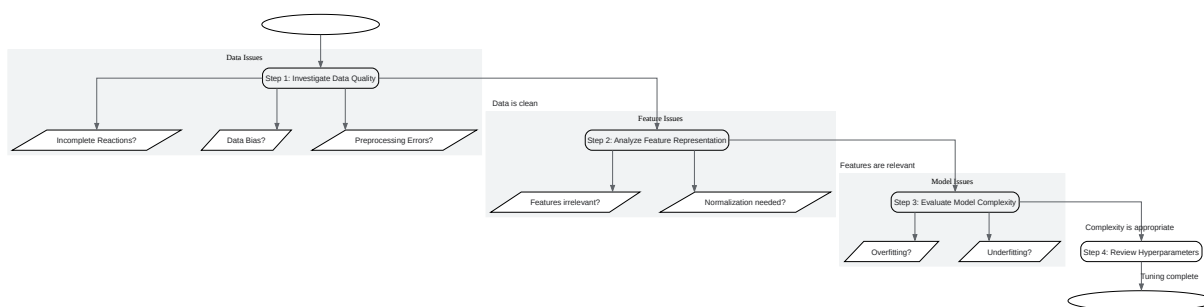 Data Issues
Step 1: Investigate Data Quality
Incomplete Reactions?
Data Bias?
Preprocessing Errors?
Data is clean
Feature Issues
Step 2: Analyze Feature Representation
Features irrelevant?
Normalization needed?
Features are relevant
Model Issues
Step 3: Evaluate Model Complexity
Overfitting?
Underfitting?
Complexity is appropriate
Step 4: Review Hyperparameters
Tuning complete